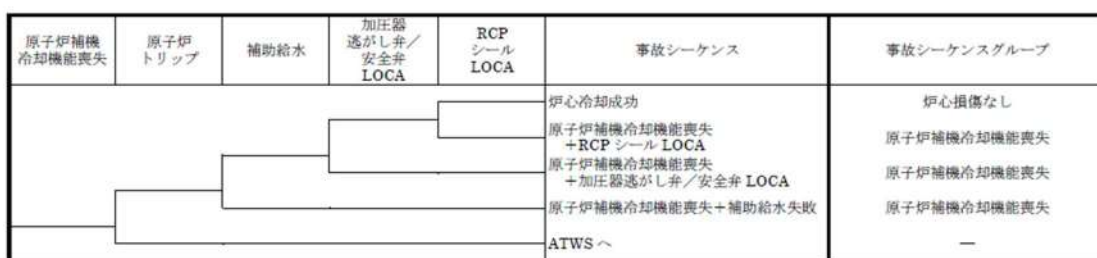 原子炉補機
冷却機能喪失
原子炉
トリップ
補助給水
加圧器
逃がし弁／
安全弁
LOCA
RCP
シール
LOCA
事故シーケンス
事故シーケンスグループ
炉心冷却成功
炉心損傷なし
原子炉補機冷却機能喪失
＋RCP シール LOCA
原子炉補機冷却機能喪失
原子炉補機冷却機能喪失
＋加圧器逃がし弁／安全弁 LOCA
原子炉補機冷却機能喪失
原子炉補機冷却機能喪失＋補助給水失敗
原子炉補機冷却機能喪失
ATWS へ
―